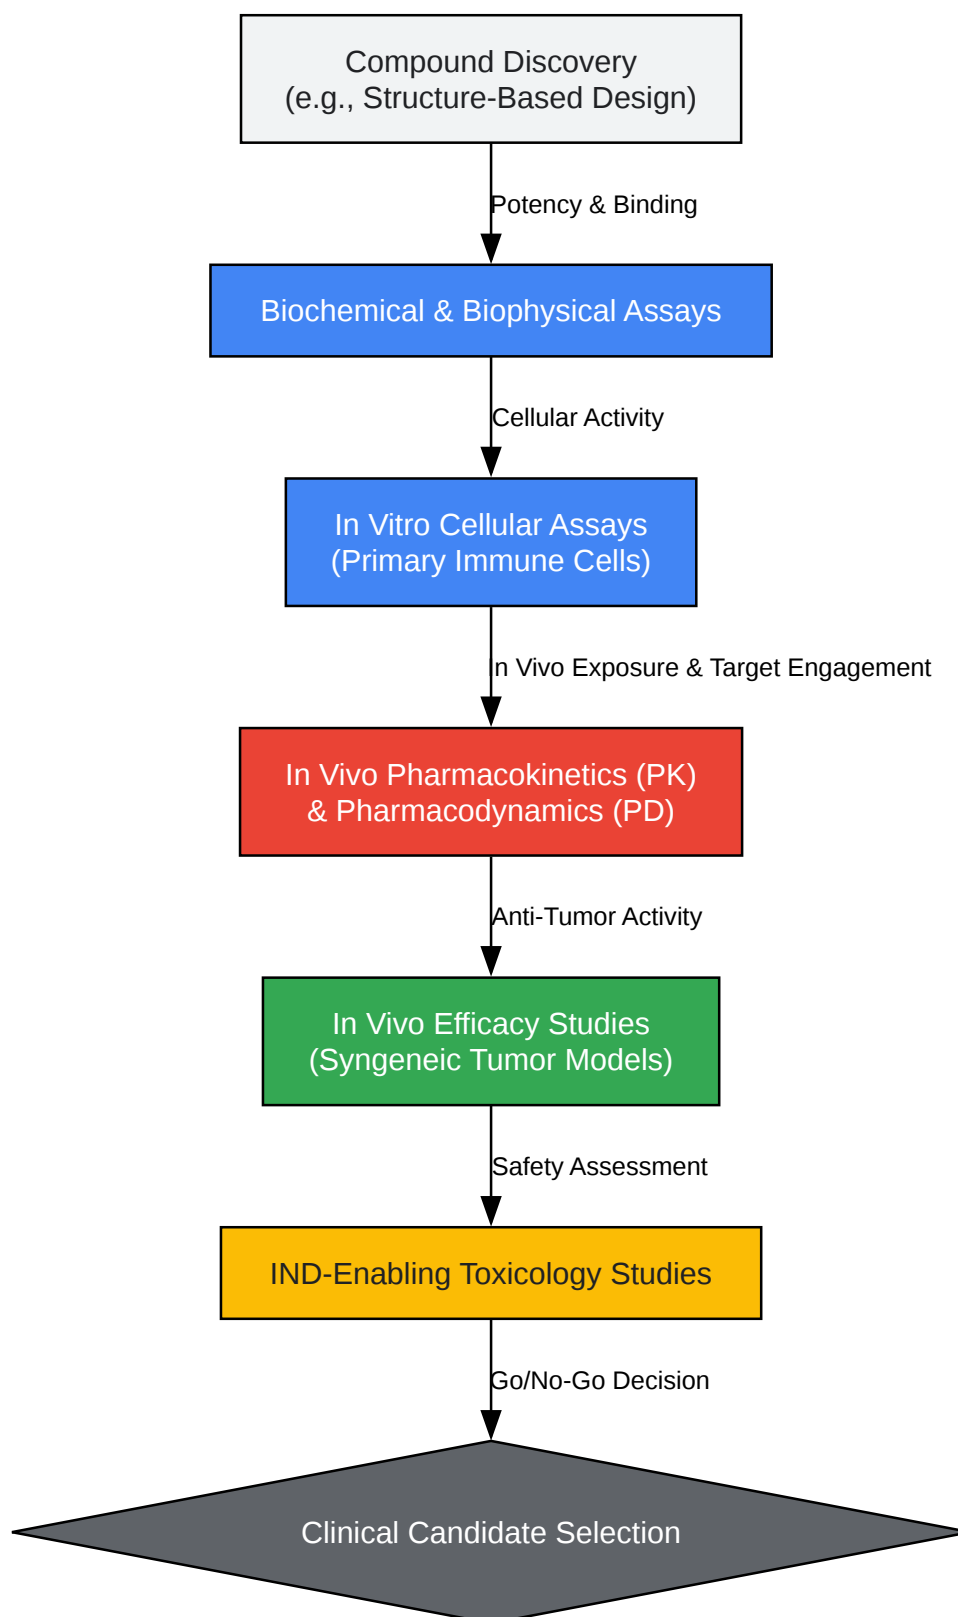 Compound Discovery
(e.g., Structure-Based Design)
Potency & Binding
Biochemical & Biophysical Assays
Cellular Activity
In Vitro Cellular Assays
(Primary Immune Cells)
In Vivo Exposure & Target Engagement
In Vivo Pharmacokinetics (PK)
& Pharmacodynamics (PD)
Anti-Tumor Activity
In Vivo Efficacy Studies
(Syngeneic Tumor Models)
Safety Assessment
IND-Enabling Toxicology Studies
Go/No-Go Decision
Clinical Candidate Selection